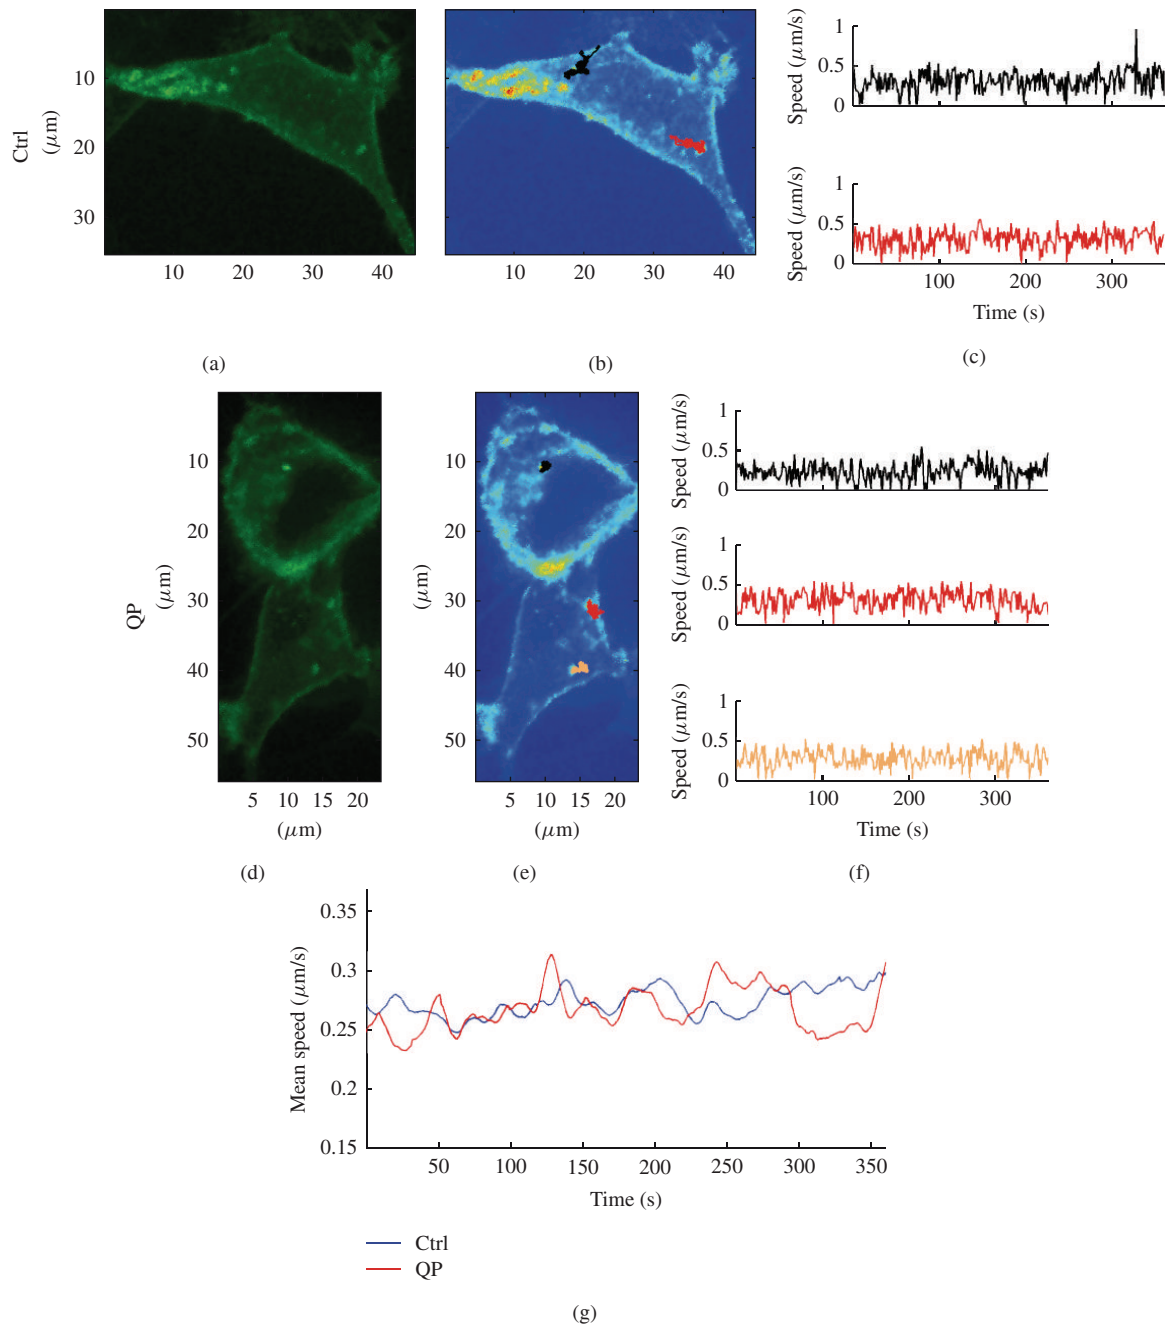 Ctrl
(μm)
10
20
30
10
20
30
40
(a)
10
20
30
40
(b)
Speed (μm/s)
1
0.5
0
Speed (μm/s)
1
0.5
0
100
200
300
Time (s)
(c)
QP
(μm)
10
20
30
40
50
5
10
15
20
(μm)
(d)
(μm)
10
20
30
40
50
5
10
15
20
(μm)
(e)
Speed (μm/s)
1
0.5
0
Speed (μm/s)
1
0.5
0
Speed (μm/s)
1
0.5
0
100
200
300
Time (s)
(f)
Mean speed (μm/s)
0.35
0.3
0.25
0.2
0.15
50
100
150
200
250
300
350
Time (s)
Ctrl
QP
(g)